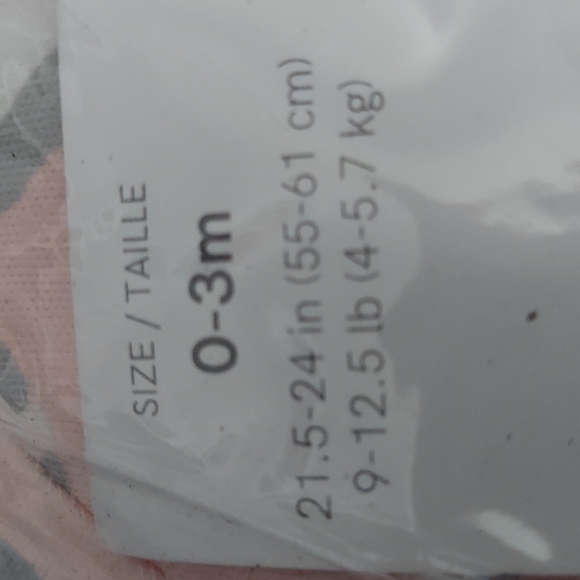 SIZE / TAILLE
0-3m
21.5-24 in (55-61 cm)
9-12.5 lb (4-5.7 kg)